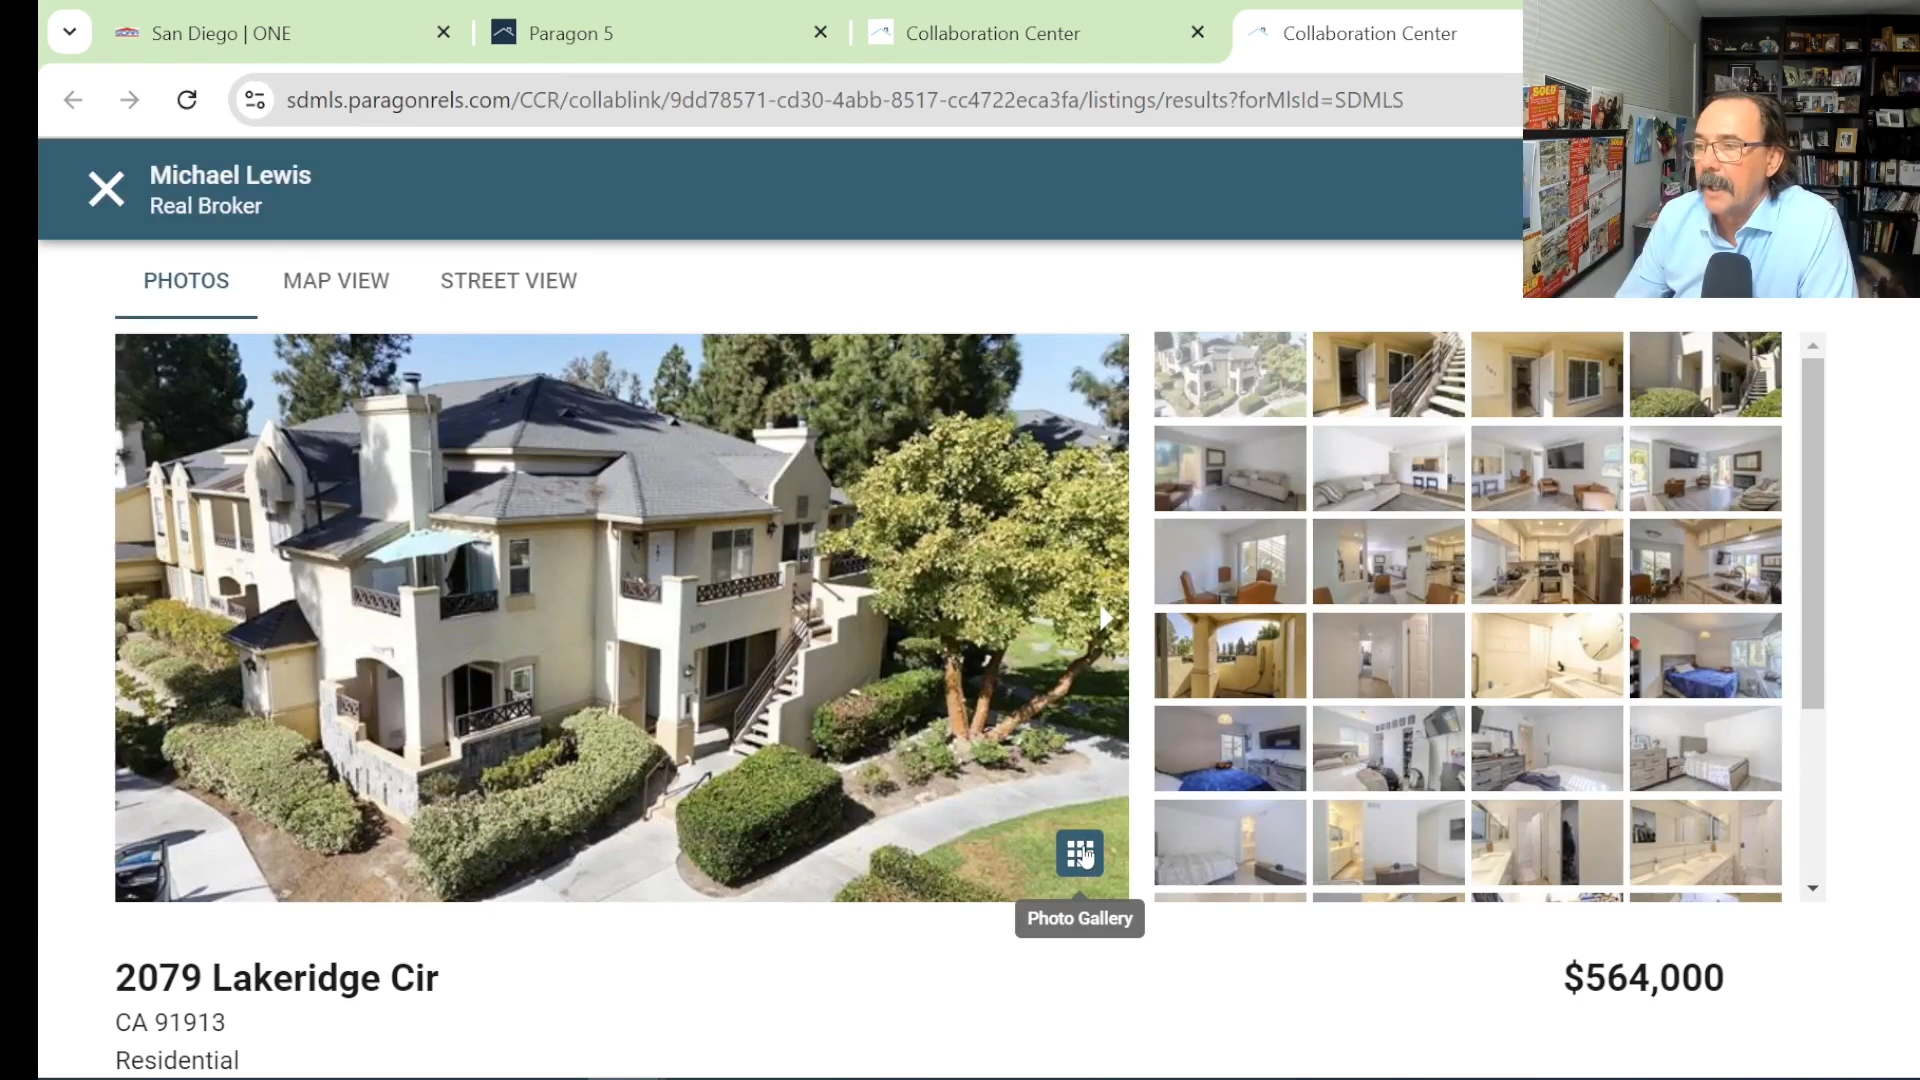 San Diego | ONE
Paragon 5
Collaboration Center
Collaboration Center
sdmls.paragonrels.com/CCR/collablink/9dd78571-cd30-4abb-8517-cc4722eca3fa/listings/results?forMlsId=SDMLS
SOLD
Michael Lewis
Real Broker
PHOTOS
MAP VIEW
STREET VIEW
2079
Photo Gallery
2079 Lakeridge Cir
$564,000
CA 91913
Residential